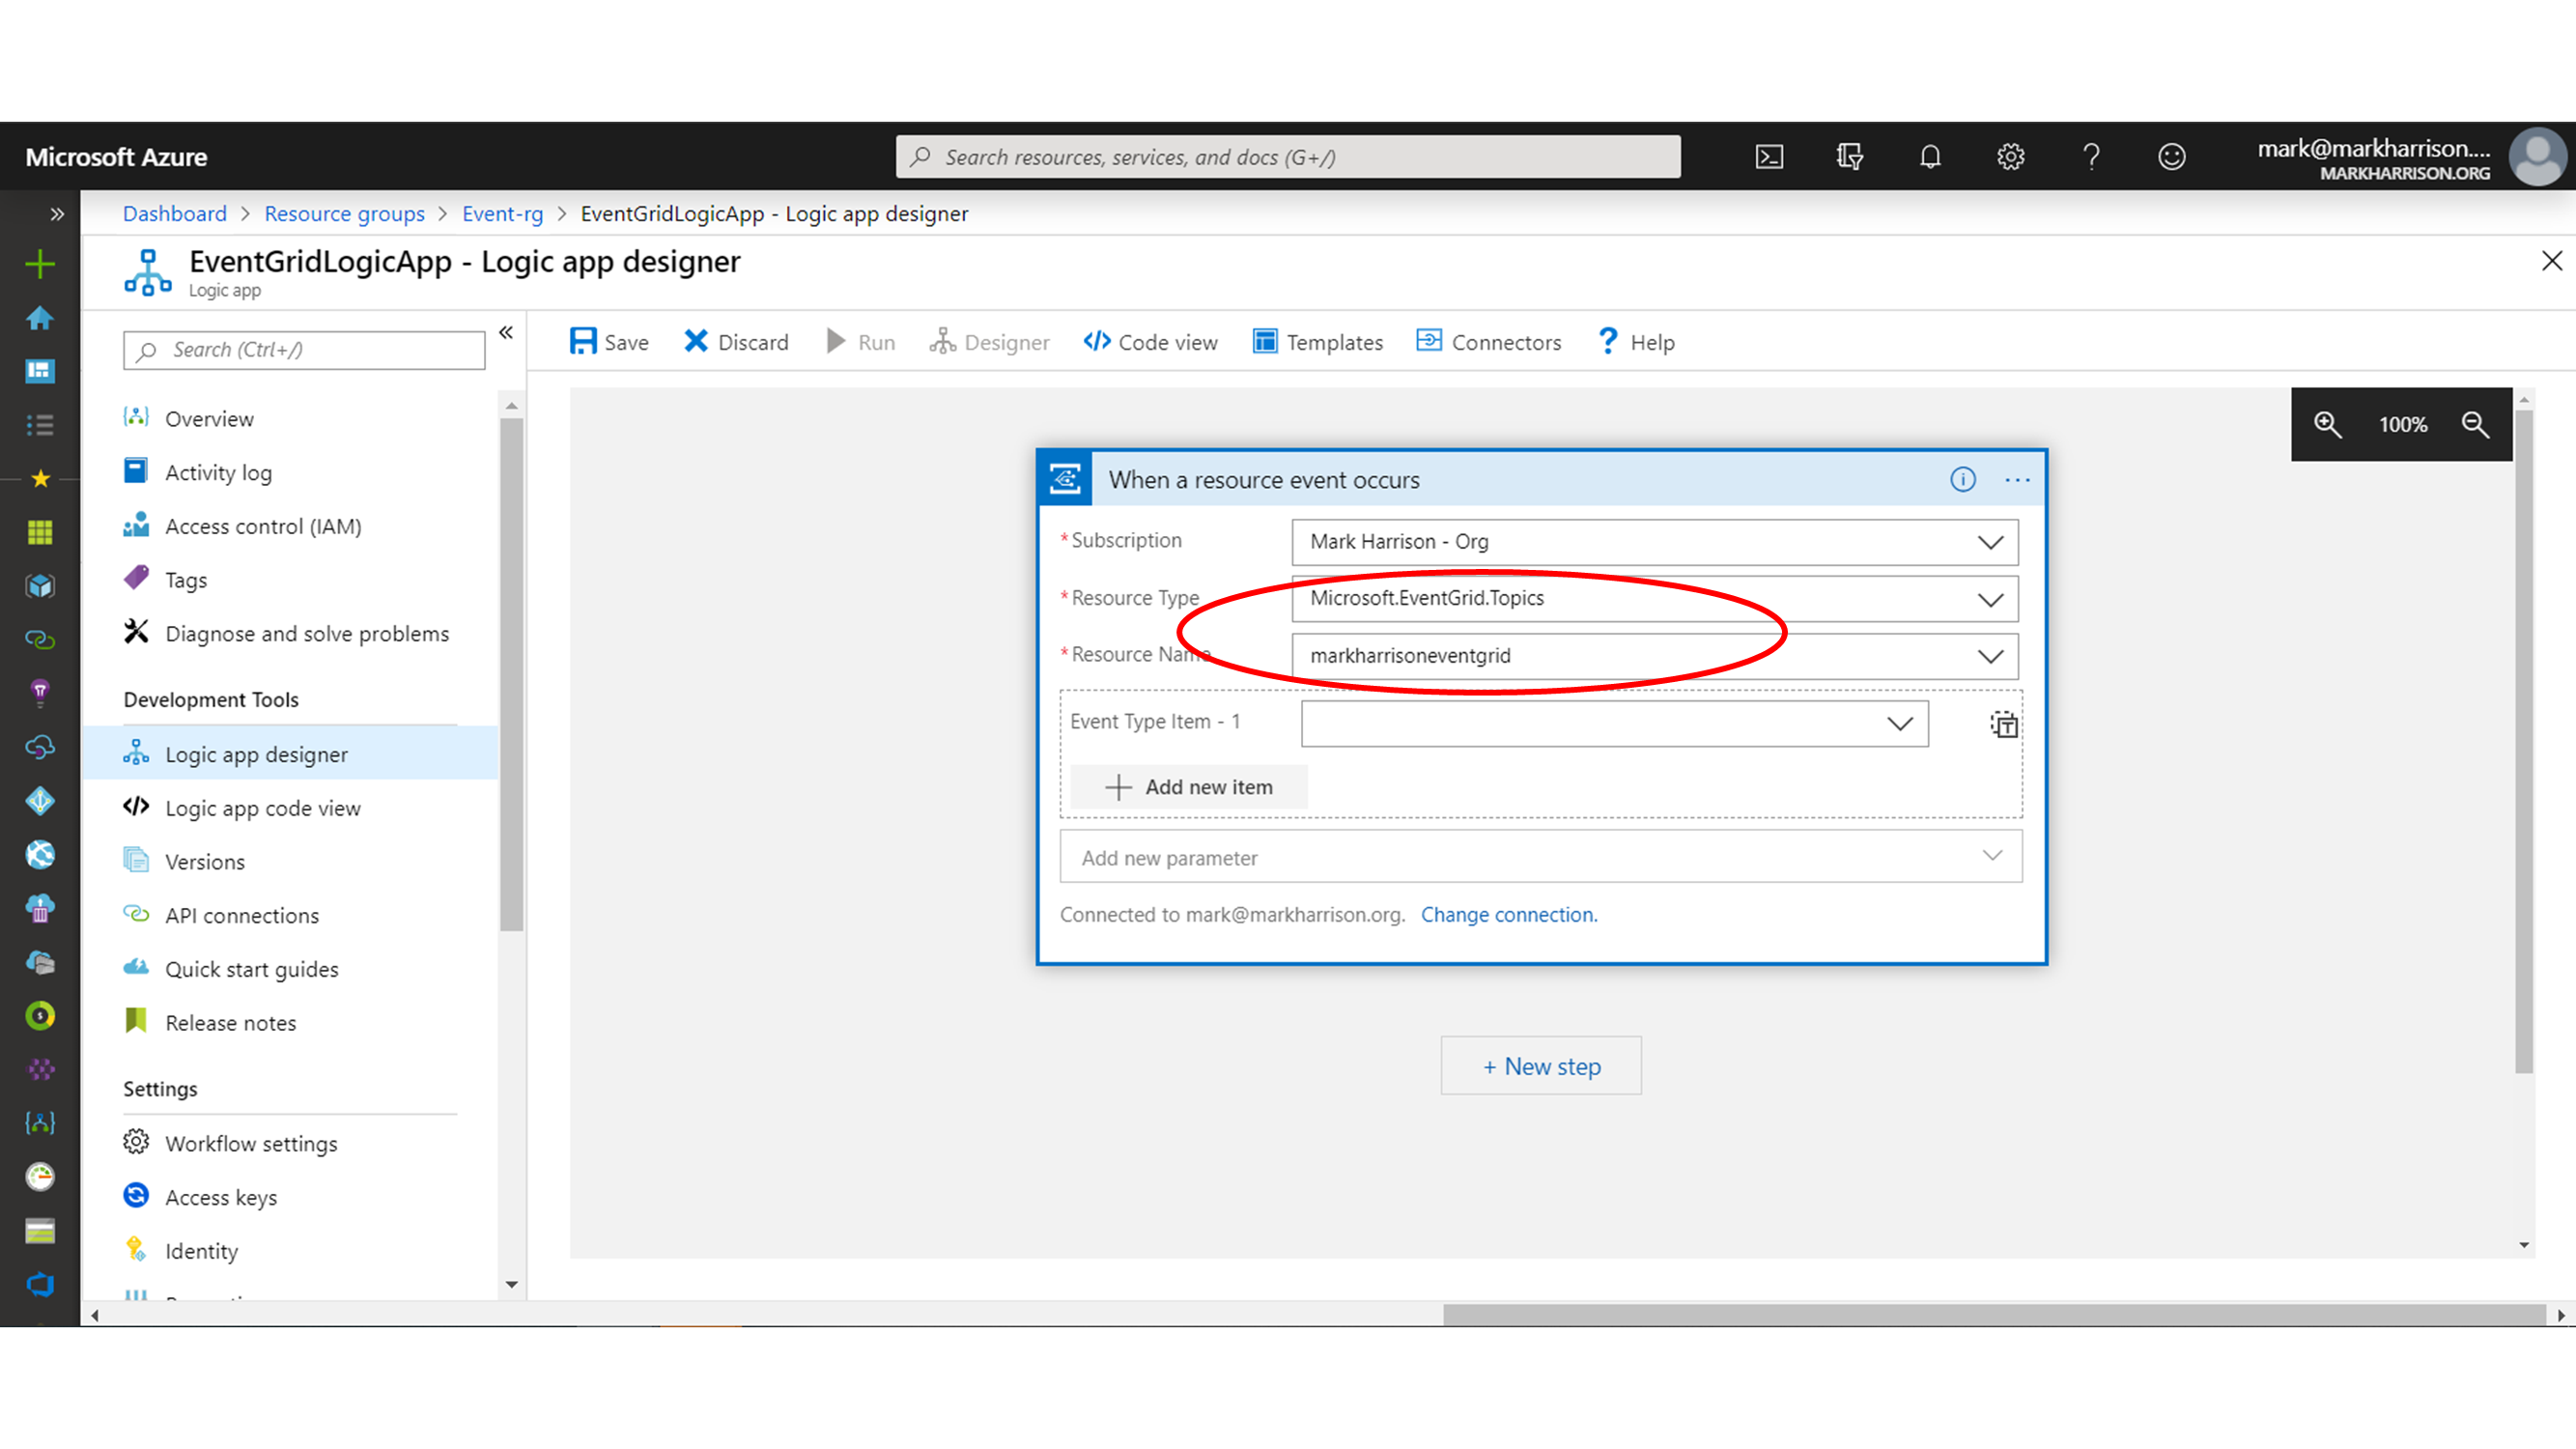 Microsoft Azure
Search resources, services, and docs (G+/)
mark@markharrison....
MARKHARRISON.ORG
Dashboard > Resource groups > Event-rg > EventGridLogicApp - Logic app designer
EventGridLogicApp - Logic app designer
Logic app
Search (Ctrl+/)
Save Discard Run Designer Code view Templates Connectors Help
Overview
Activity log
Access control (IAM)
Tags
Diagnose and solve problems
Development Tools
Logic app designer
Logic app code view
Versions
API connections
Quick start guides
Release notes
Settings
Workflow settings
Access keys
Identity
100%
When a resource event occurs
* Subscription Mark Harrison - Org
* Resource Type Microsoft.EventGrid.Topics
* Resource Name markharrisoneventgrid
Event Type Item - 1
Add new item
Add new parameter
Connected to mark@markharrison.org. Change connection.
+ New step